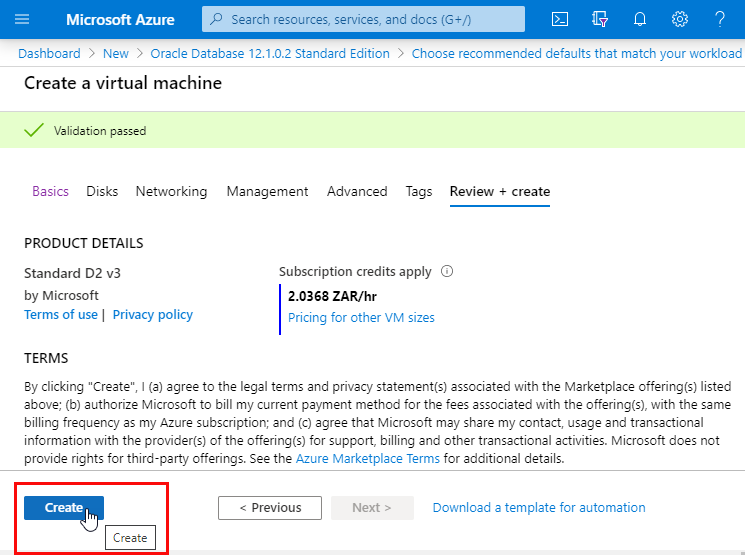 Microsoft Azure
Search resources, services, and docs (G+/)
Dashboard > New > Oracle Database 12.1.0.2 Standard Edition > Choose recommended defaults that match your workload
Create a virtual machine
Validation passed
Basics Disks Networking Management Advanced Tags Review + create
PRODUCT DETAILS
Standard D2 v3
by Microsoft
Terms of use | Privacy policy
Subscription credits apply
2.0368 ZAR/hr
Pricing for other VM sizes
TERMS
By clicking "Create", I (a) agree to the legal terms and privacy statement(s) associated with the Marketplace offering(s) listed
above; (b) authorize Microsoft to bill my current payment method for the fees associated with the offering(s), with the same
billing frequency as my Azure subscription; and (c) agree that Microsoft may share my contact, usage and transactional
information with the provider(s) of the offering(s) for support, billing and other transactional activities. Microsoft does not
provide rights for third-party offerings. See the Azure Marketplace Terms for additional details.
Create
< Previous
Next >
Download a template for automation
Create